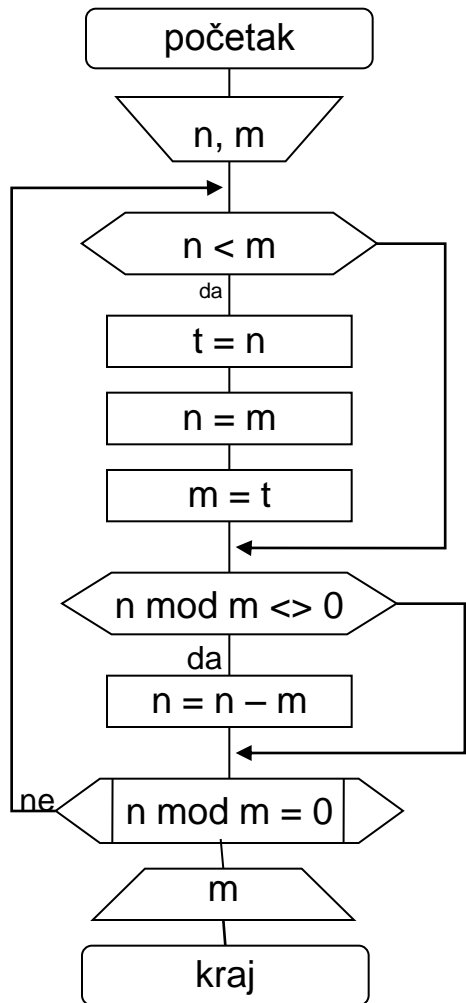 početak
n, m
n < m
da
t = n
n = m
m = t
n mod m <> 0
da
n = n – m
ne
n mod m = 0
m
kraj